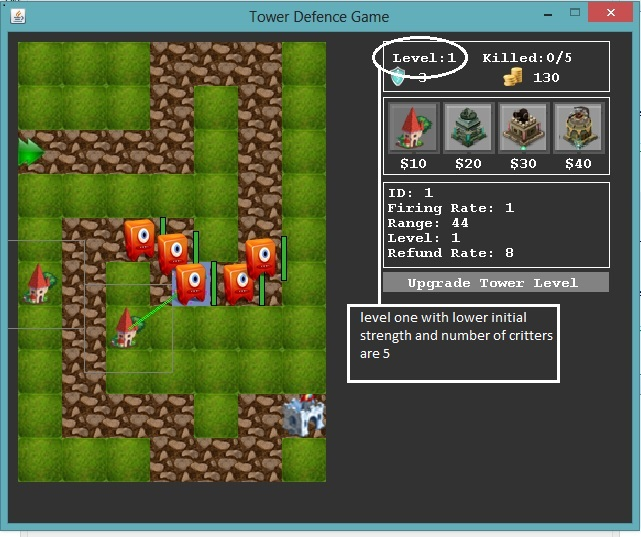 Tower Defence Game
Level:1 Killed:0/5
3 130
$10 $20 $30 $40
ID: 1
Firing Rate: 1
Range: 44
Level: 1
Refund Rate: 8
Upgrade Tower Level
level one with lower initial
strength and number of critters
are 5